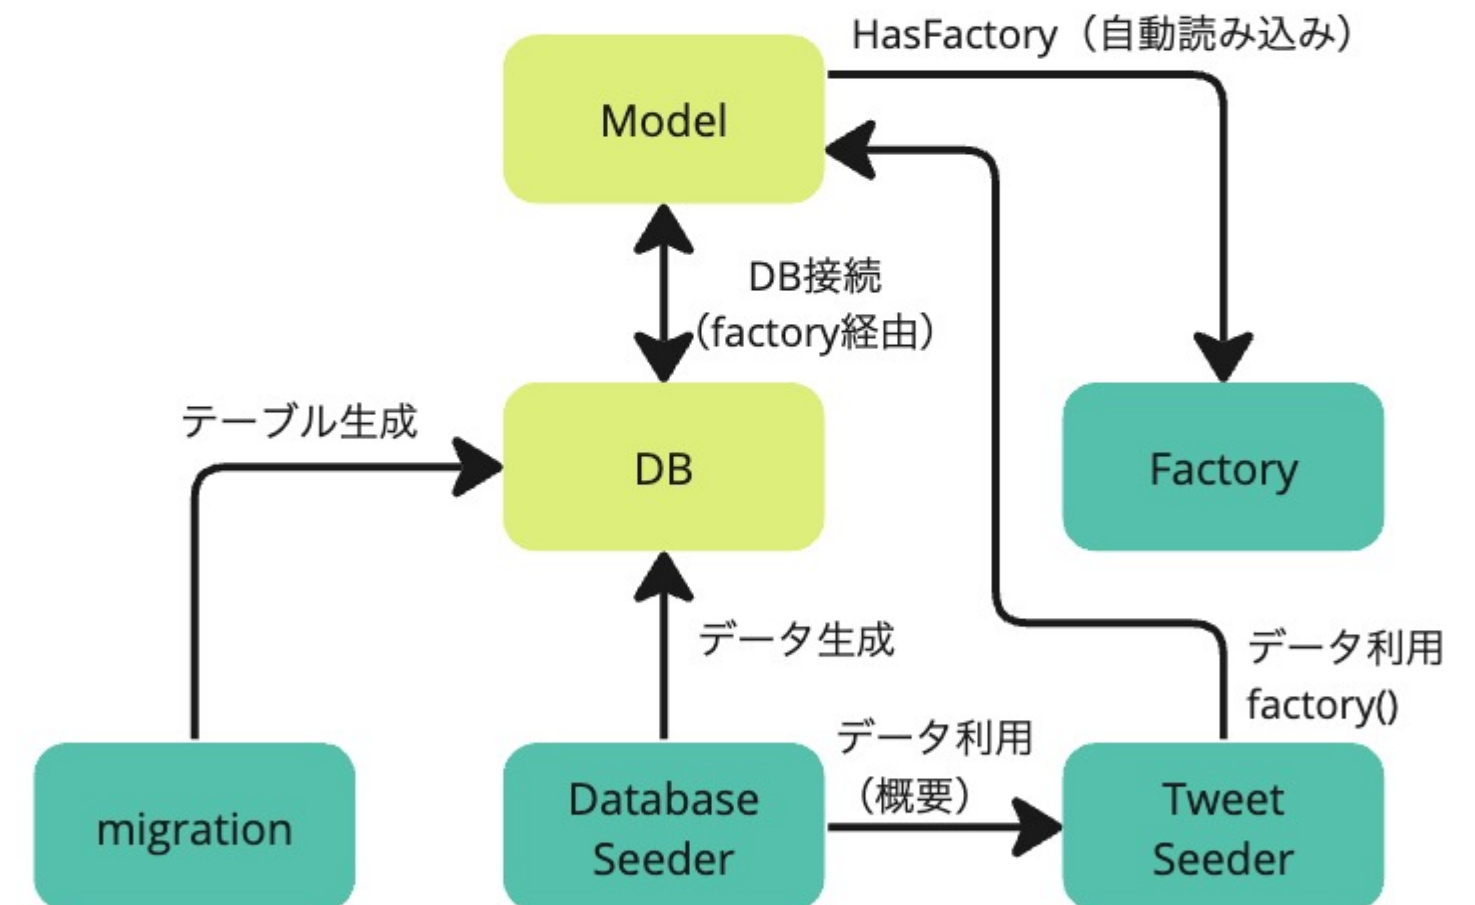 HasFactory（自動読み込み）
Model
DB接続
（factory経由）
テーブル生成
DB
Factory
データ生成
データ利用
factory()
データ利用
（概要）
migration
Database
Seeder
Tweet
Seeder